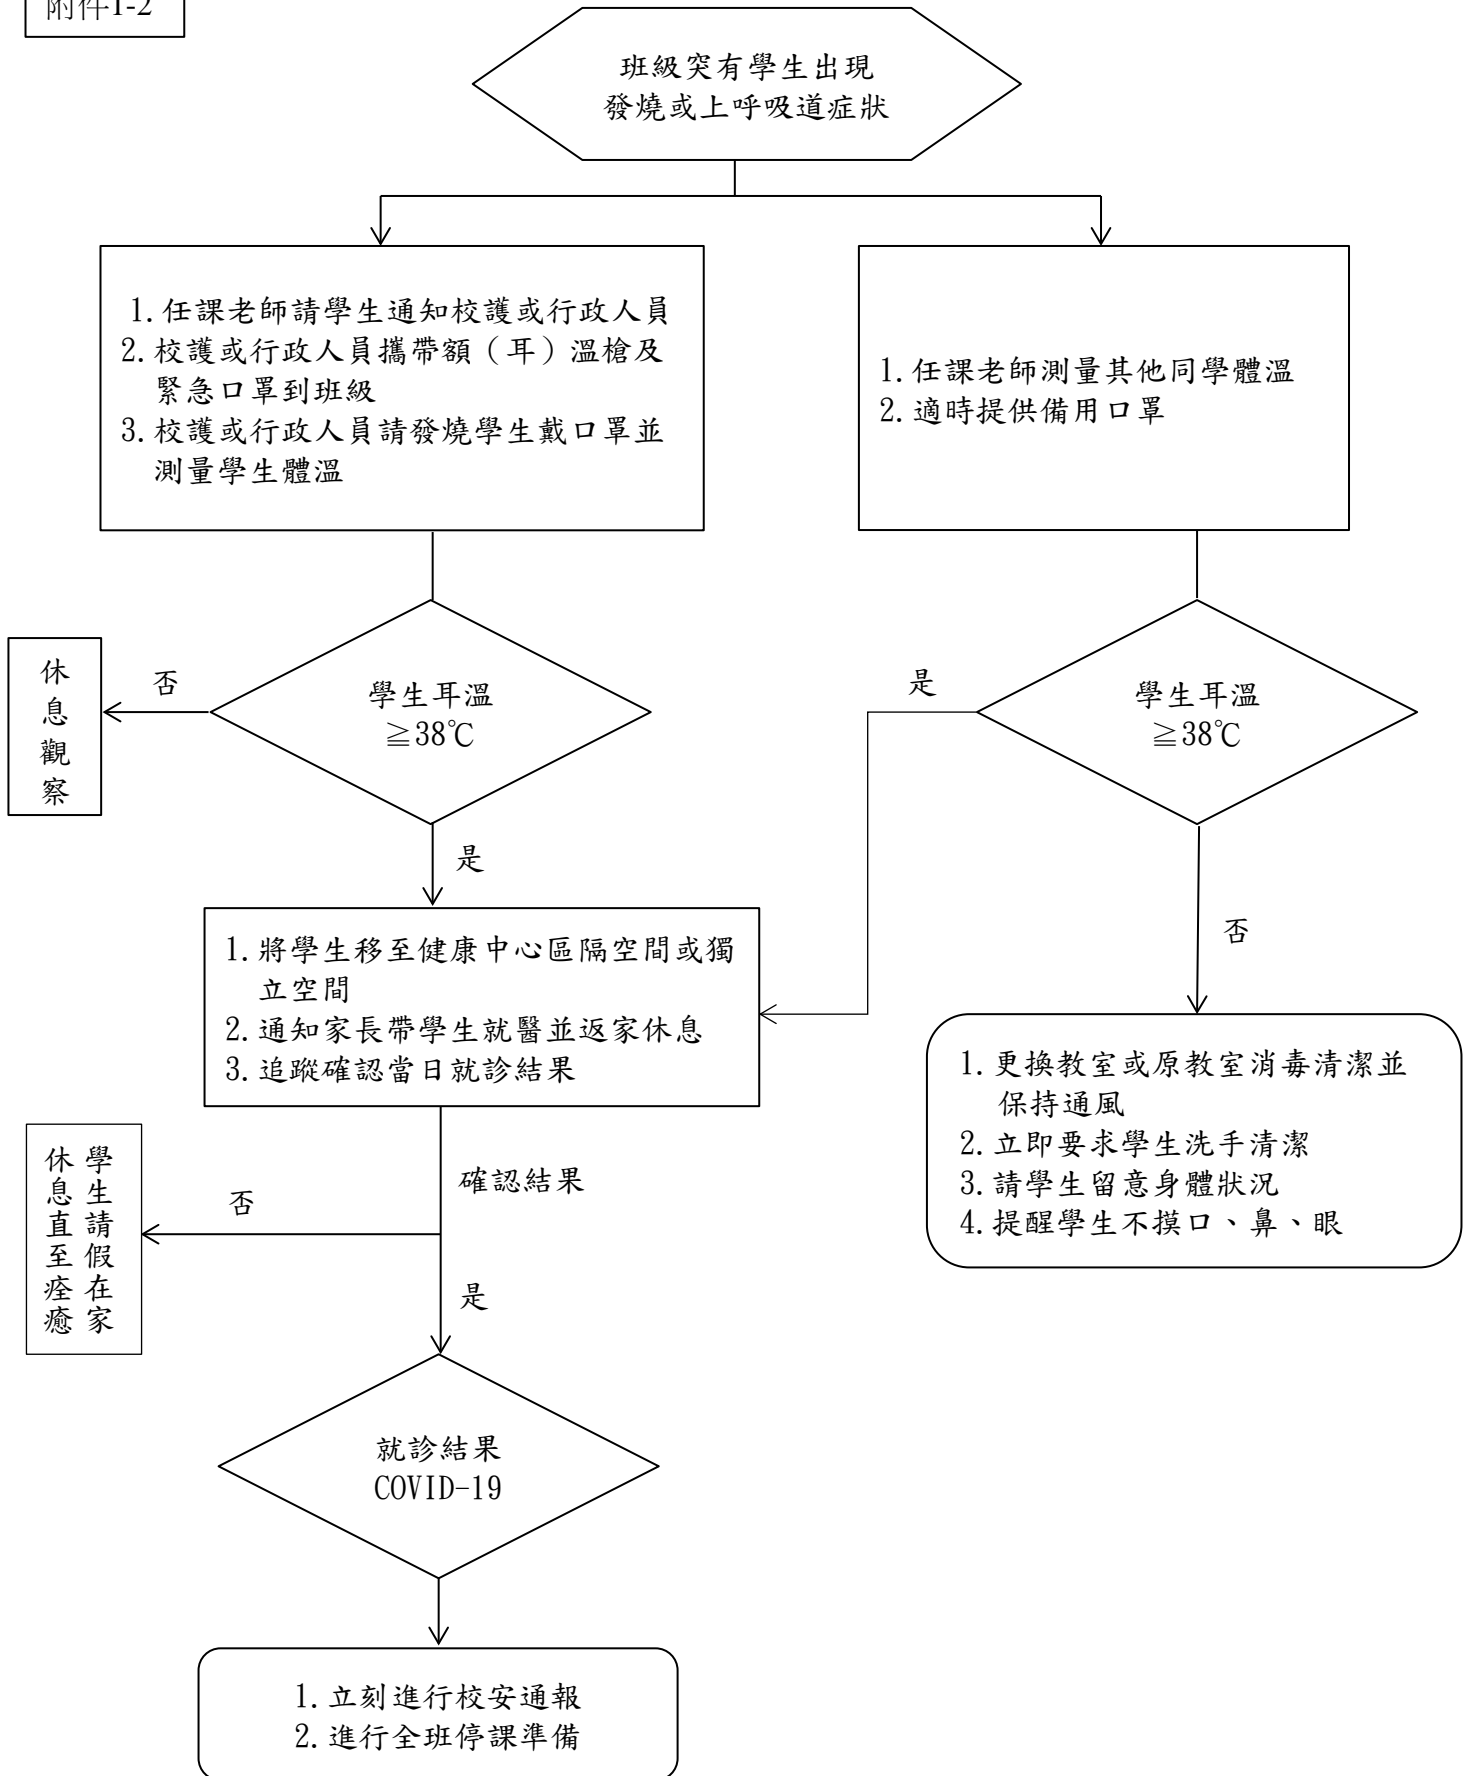 附件1-2
班級突有學生出現
發燒或上呼吸道症狀
1.任課老師請學生通知校護或行政人員
2.校護或行政人員攜帶額（耳）溫槍及
緊急口罩到班級
3.校護或行政人員請發燒學生戴口罩並
測量學生體溫
1.任課老師測量其他同學體溫
2.適時提供備用口罩
休息觀察
否
學生耳溫
≧38℃
是
是
學生耳溫
≧38℃
否
1.將學生移至健康中心區隔空間或獨
立空間
2.通知家長帶學生就醫並返家休息
3.追蹤確認當日就診結果
1.更換教室或原教室消毒清潔並
保持通風
2.立即要求學生洗手清潔
3.請學生留意身體狀況
4.提醒學生不摸口、鼻、眼
學生請假在家
休息直至痊癒
否
確認結果
是
就診結果
COVID-19
1.立刻進行校安通報
2.進行全班停課準備